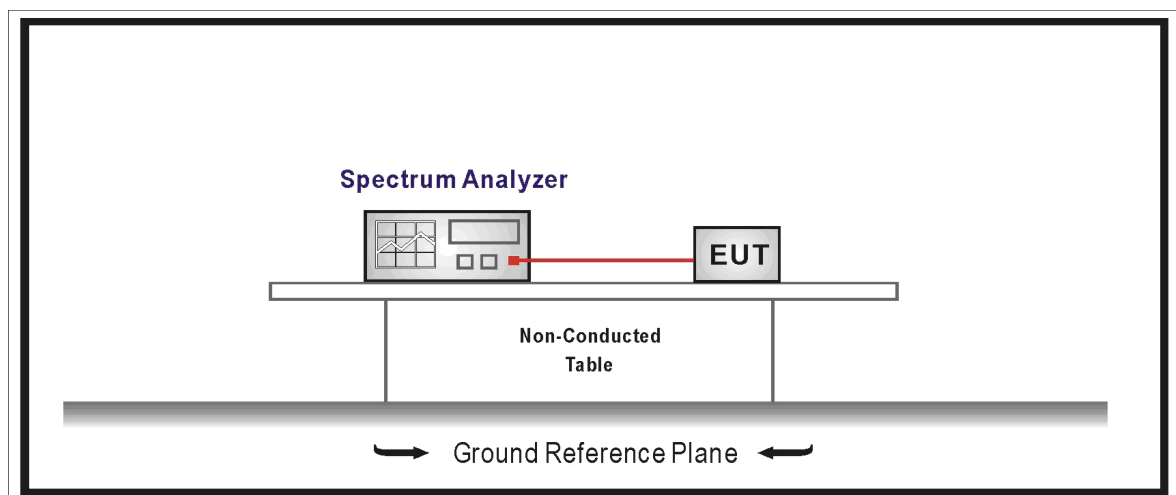 Spectrum Analyzer
EUT
Non-Conducted
Table
Ground Reference Plane